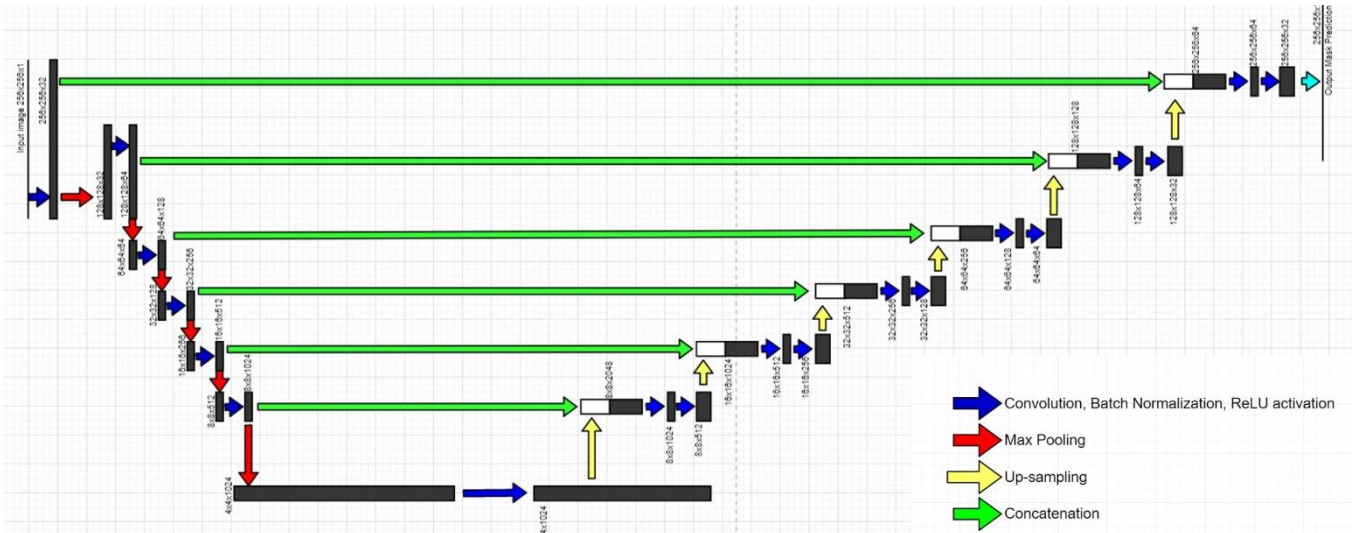 Input image 256x256x1
256x256x32
128x128x32
128x128x64
64x64x64
64x64x128
32x32x128
32x32x256
16x16x256
16x16x512
8x8x512
8x8x1024
4x4x1024
4x1024
8x8x2048
8x8x1024
8x8x512
16x16x1024
16x16x512
16x16x256
32x32x512
32x32x256
32x32x128
64x64x256
64x64x128
64x64x64
128x128x128
128x128x64
128x128x32
256x256x64
256x256x64
256x256x32
256x256x
Output Mask Prediction
Convolution, Batch Normalization, ReLU activation
Max Pooling
Up-sampling
Concatenation